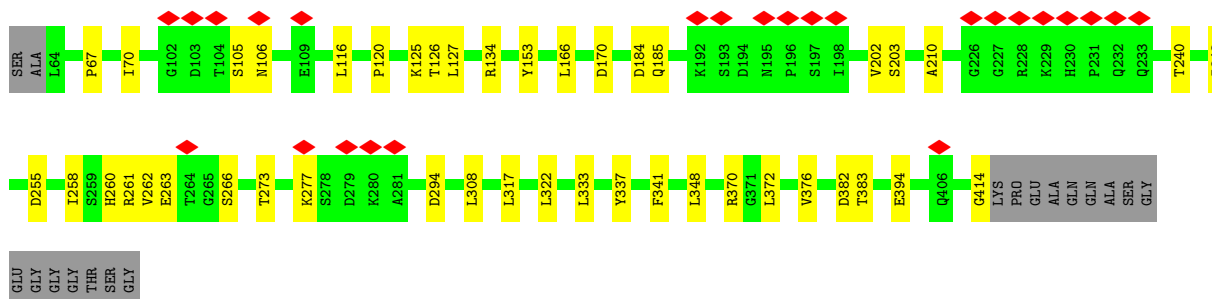 SER ALA L64 P67 I70 G102 D103 T104 S105 N106 E109 L116 P120 K125 T126 L127 R134 Y153 L166 D170 D184 Q185 K192 S193 D194 N195 P196 S197 I198 V202 S203 A210 G226 G227 R228 K229 H230 P231 Q232 Q233 T240
D255 I258 S259 H260 R261 V262 E263 T264 G265 S266 T273 K277 S278 D279 K280 A281 D294 L308 L317 L322 L333 Y337 F341 L348 R370 G371 L372 V376 D382 T383 E394 Q406 G414 LYS PRO GLU ALA GLN GLN ALA SER GLY
GLU GLY GLY GLY THR SER GLY